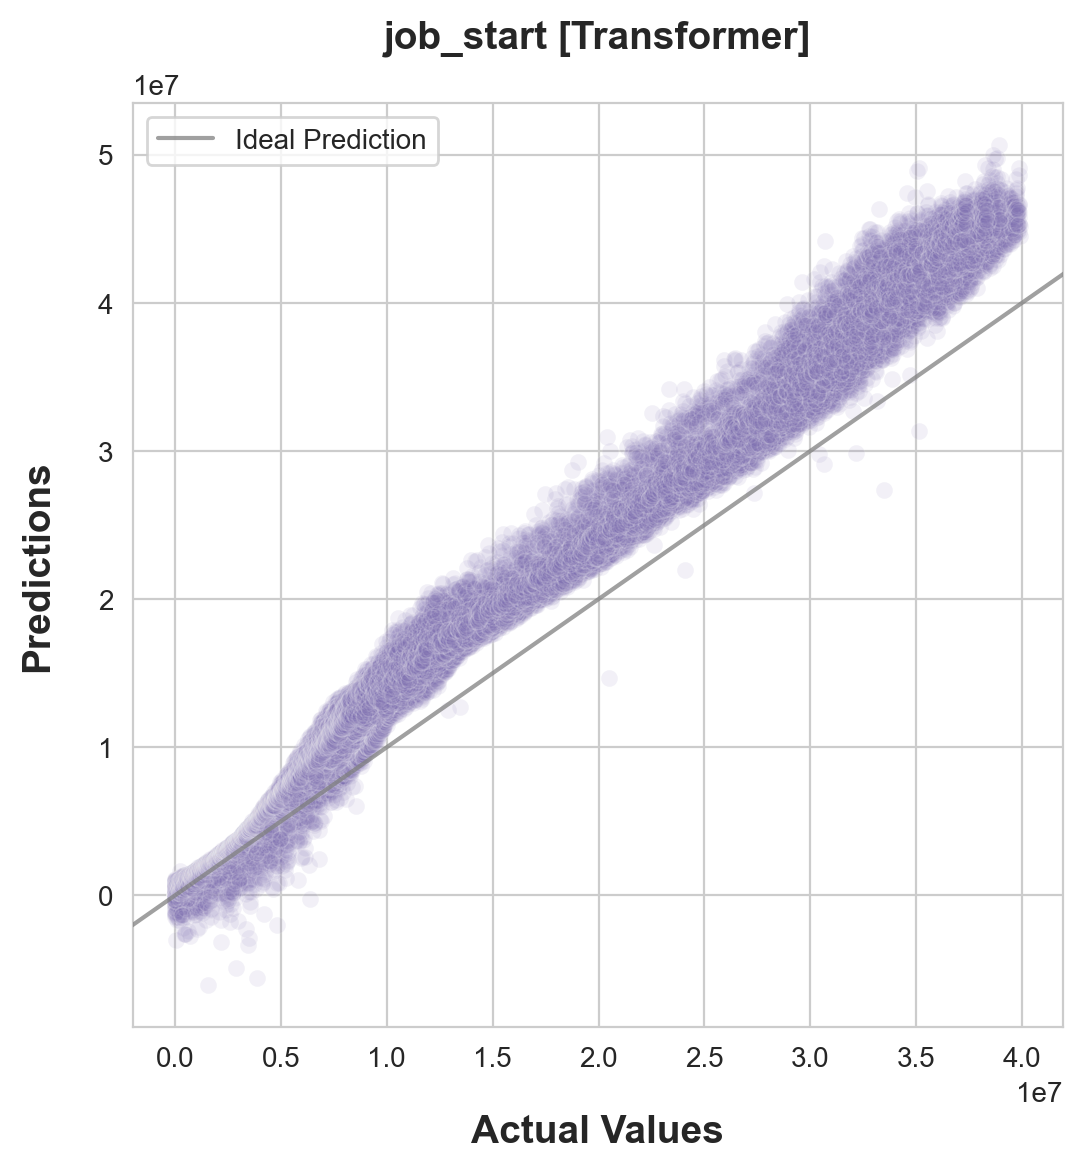 job_start [Transformer]
1e7
Ideal Prediction
5
4
3
2
1
0
Predictions
0.0 0.5 1.0 1.5 2.0 2.5 3.0 3.5 4.0
1e7
Actual Values